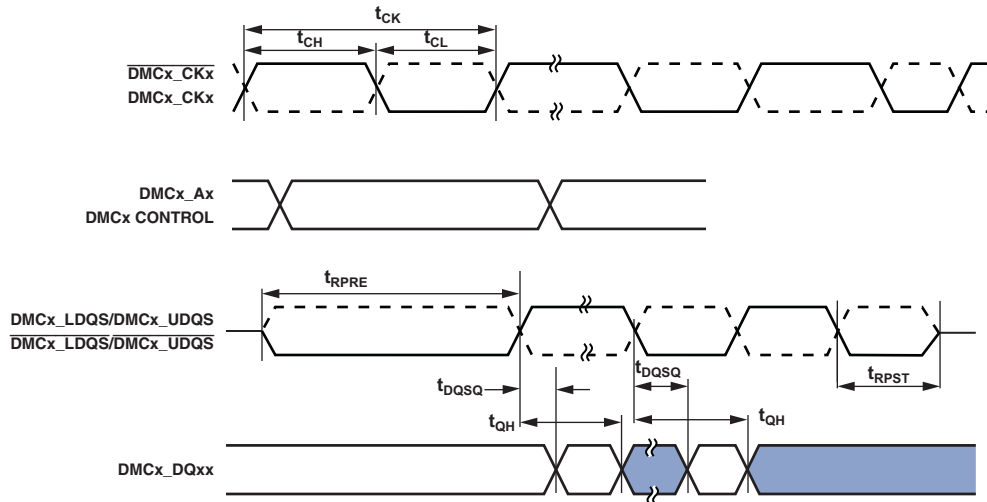 tCK
tCH
tCL
DMCx_CKx
DMCx_CKx
DMCx_Ax
DMCx CONTROL
tRPRE
DMCx_LDQS/DMCx_UDQS
DMCx_LDQS/DMCx_UDQS
tDQSQ
tDQSQ
tRPST
tQH
tQH
DMCx_DQxx